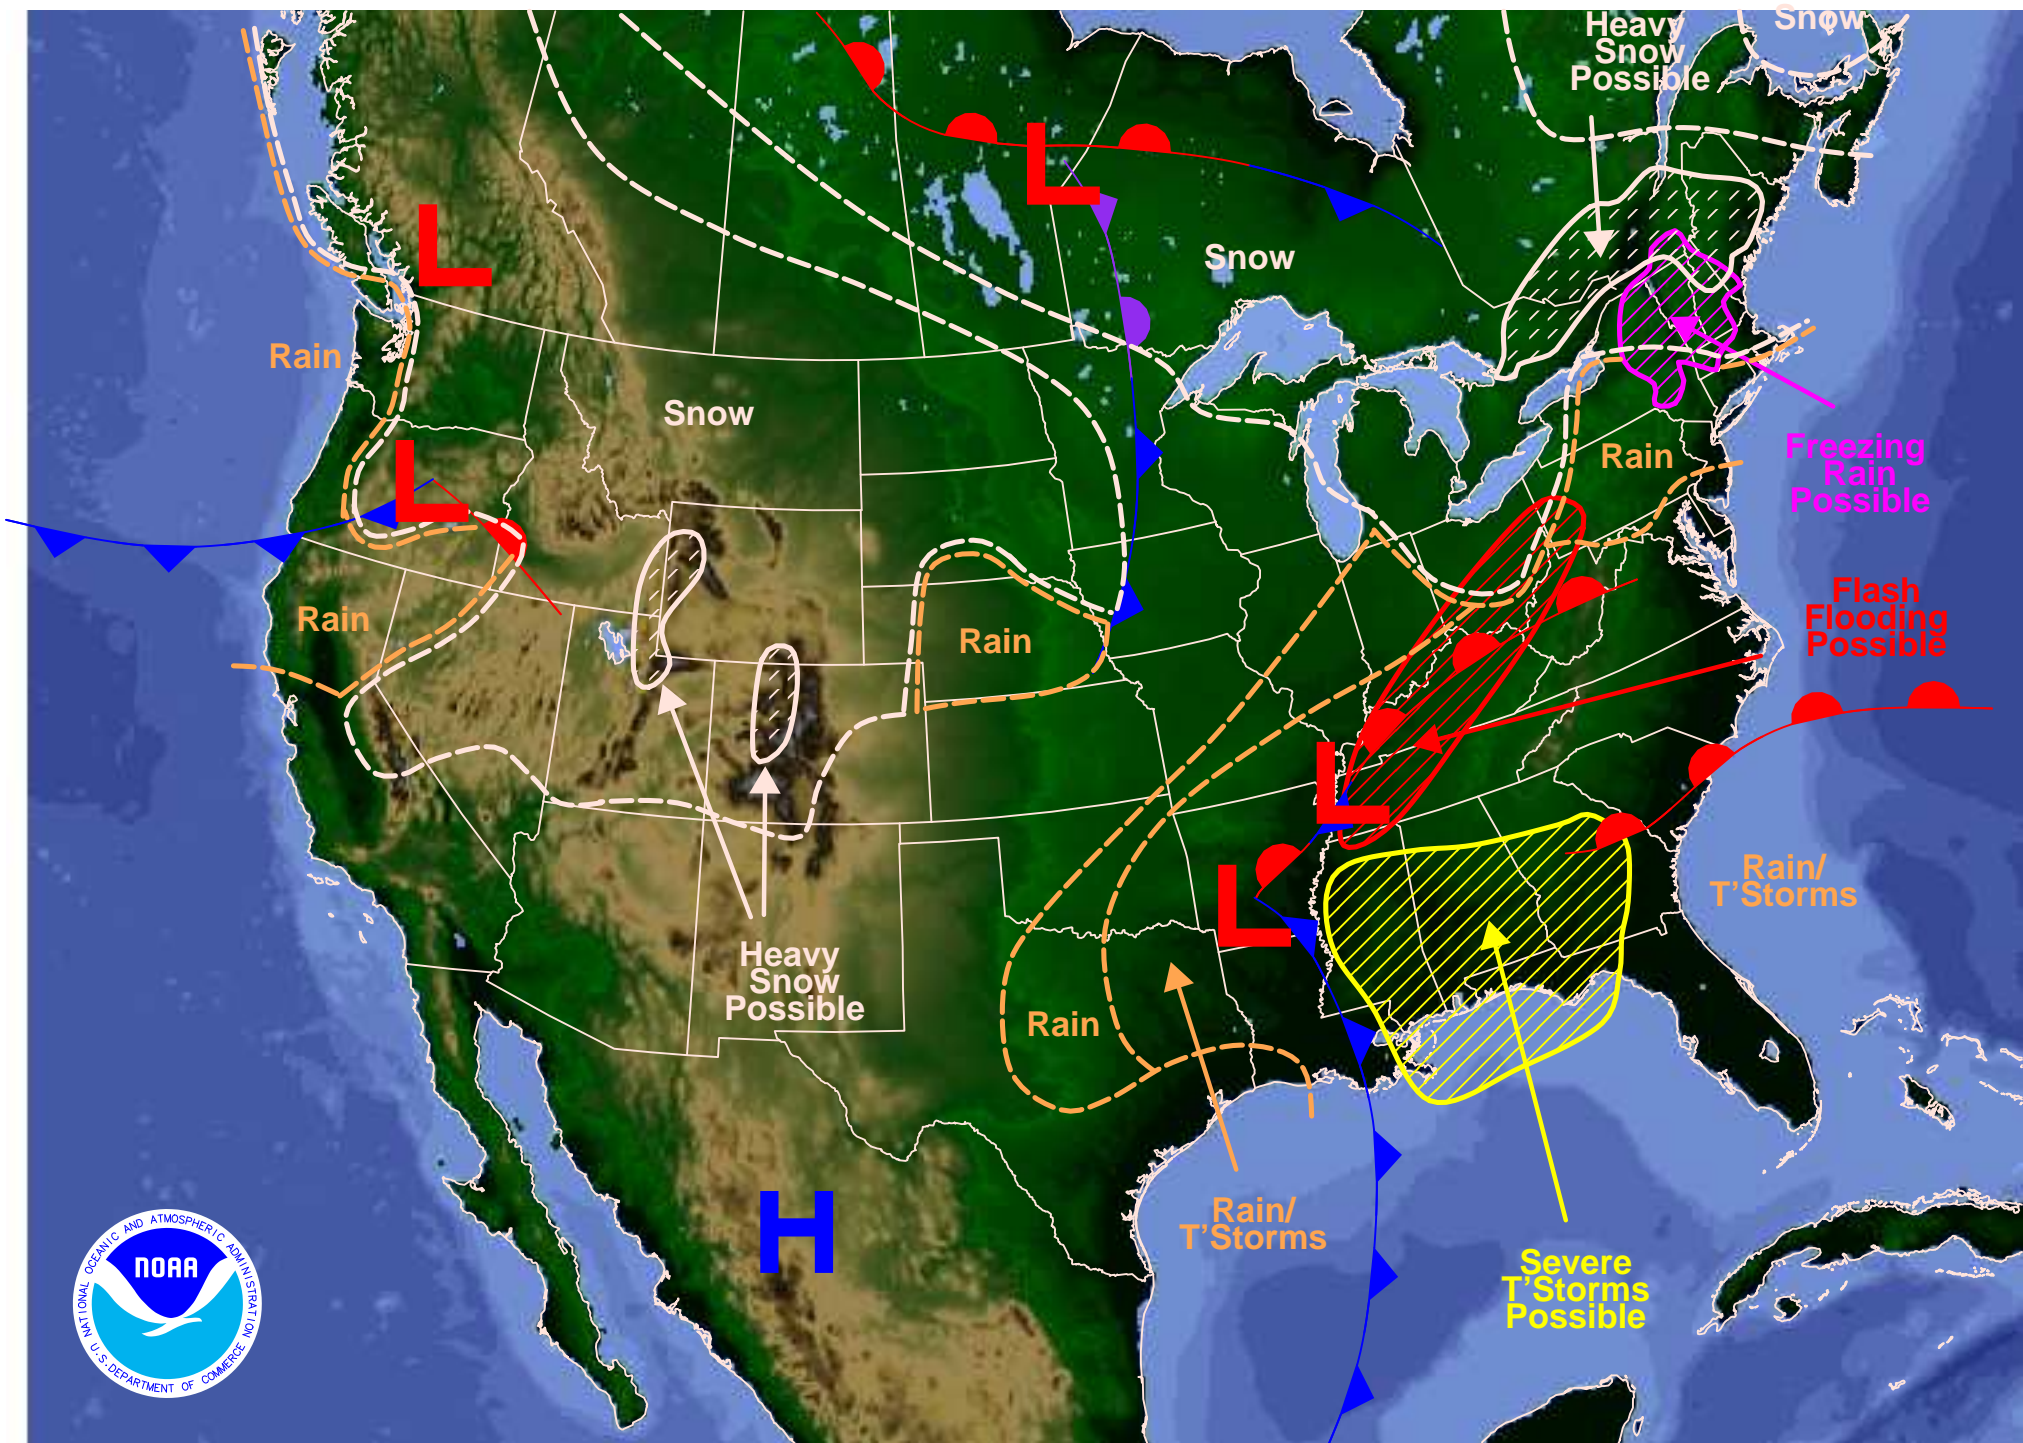 Snow
Heavy
Snow
Possible
L
L
Snow
Rain
Snow
L
Rain
Freezing
Rain
Possible
Rain
Rain
Flash
Flooding
Possible
L
L
Rain/
T'Storms
Heavy
Snow
Possible
Rain
Rain/
T'Storms
H
Severe
T'Storms
Possible
NATIONAL OCEANIC AND ATMOSPHERIC ADMINISTRATION
NOAA
U.S. DEPARTMENT OF COMMERCE